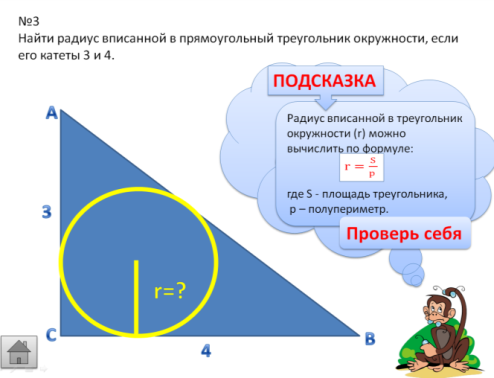 №3
Найти радиус вписанной в прямоугольный треугольник окружности, если
его катеты 3 и 4.
ПОДСКАЗКА
Радиус вписанной в треугольник
окружности (r) можно
вычислить по формуле:
r = S/p
где S - площадь треугольника,
p – полупериметр.
Проверь себя
A
3
r=?
C
4
B